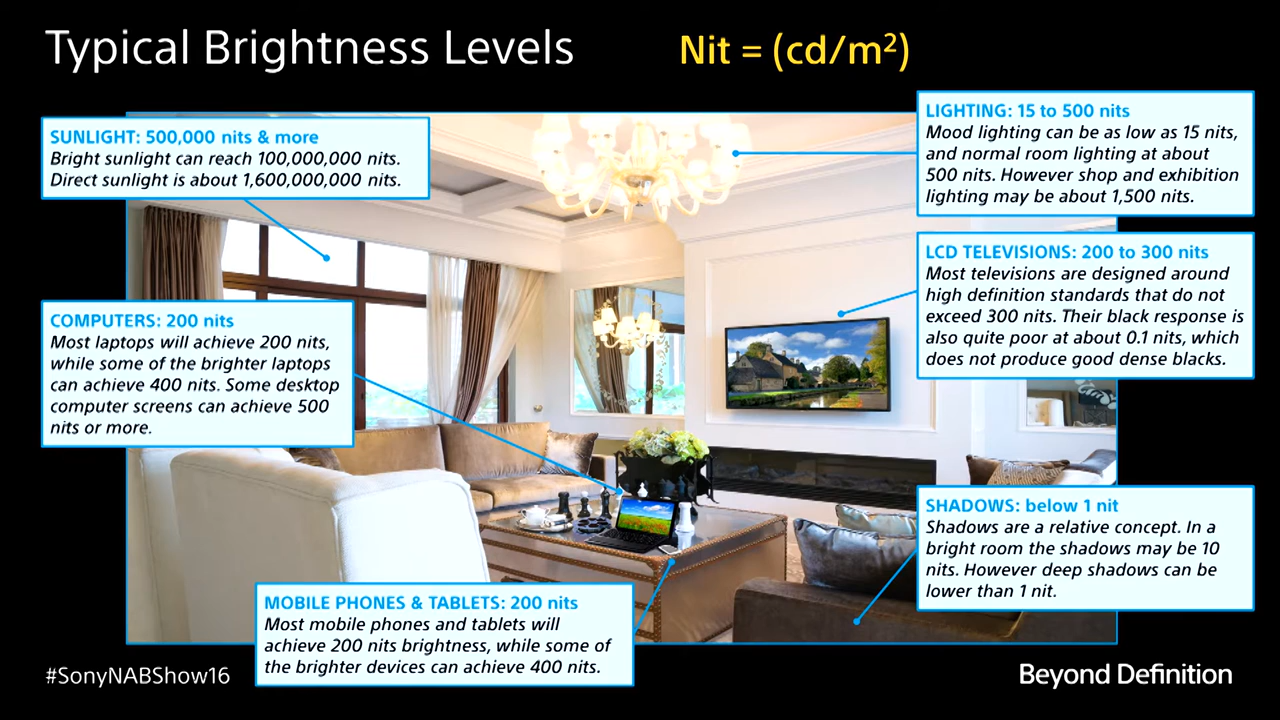 Typical Brightness Levels
Nit = (cd/m²)
SUNLIGHT: 500,000 nits & more
Bright sunlight can reach 100,000,000 nits.
Direct sunlight is about 1,600,000,000 nits.
LIGHTING: 15 to 500 nits
Mood lighting can be as low as 15 nits,
and normal room lighting at about
500 nits. However shop and exhibition
lighting may be about 1,500 nits.
LCD TELEVISIONS: 200 to 300 nits
Most televisions are designed around
high definition standards that do not
exceed 300 nits. Their black response is
also quite poor at about 0.1 nits, which
does not produce good dense blacks.
COMPUTERS: 200 nits
Most laptops will achieve 200 nits,
while some of the brighter laptops
can achieve 400 nits. Some desktop
computer screens can achieve 500
nits or more.
SHADOWS: below 1 nit
Shadows are a relative concept. In a
bright room the shadows may be 10
nits. However deep shadows can be
lower than 1 nit.
MOBILE PHONES & TABLETS: 200 nits
Most mobile phones and tablets will
achieve 200 nits brightness, while some of
the brighter devices can achieve 400 nits.
#SonyNABShow16
Beyond Definition